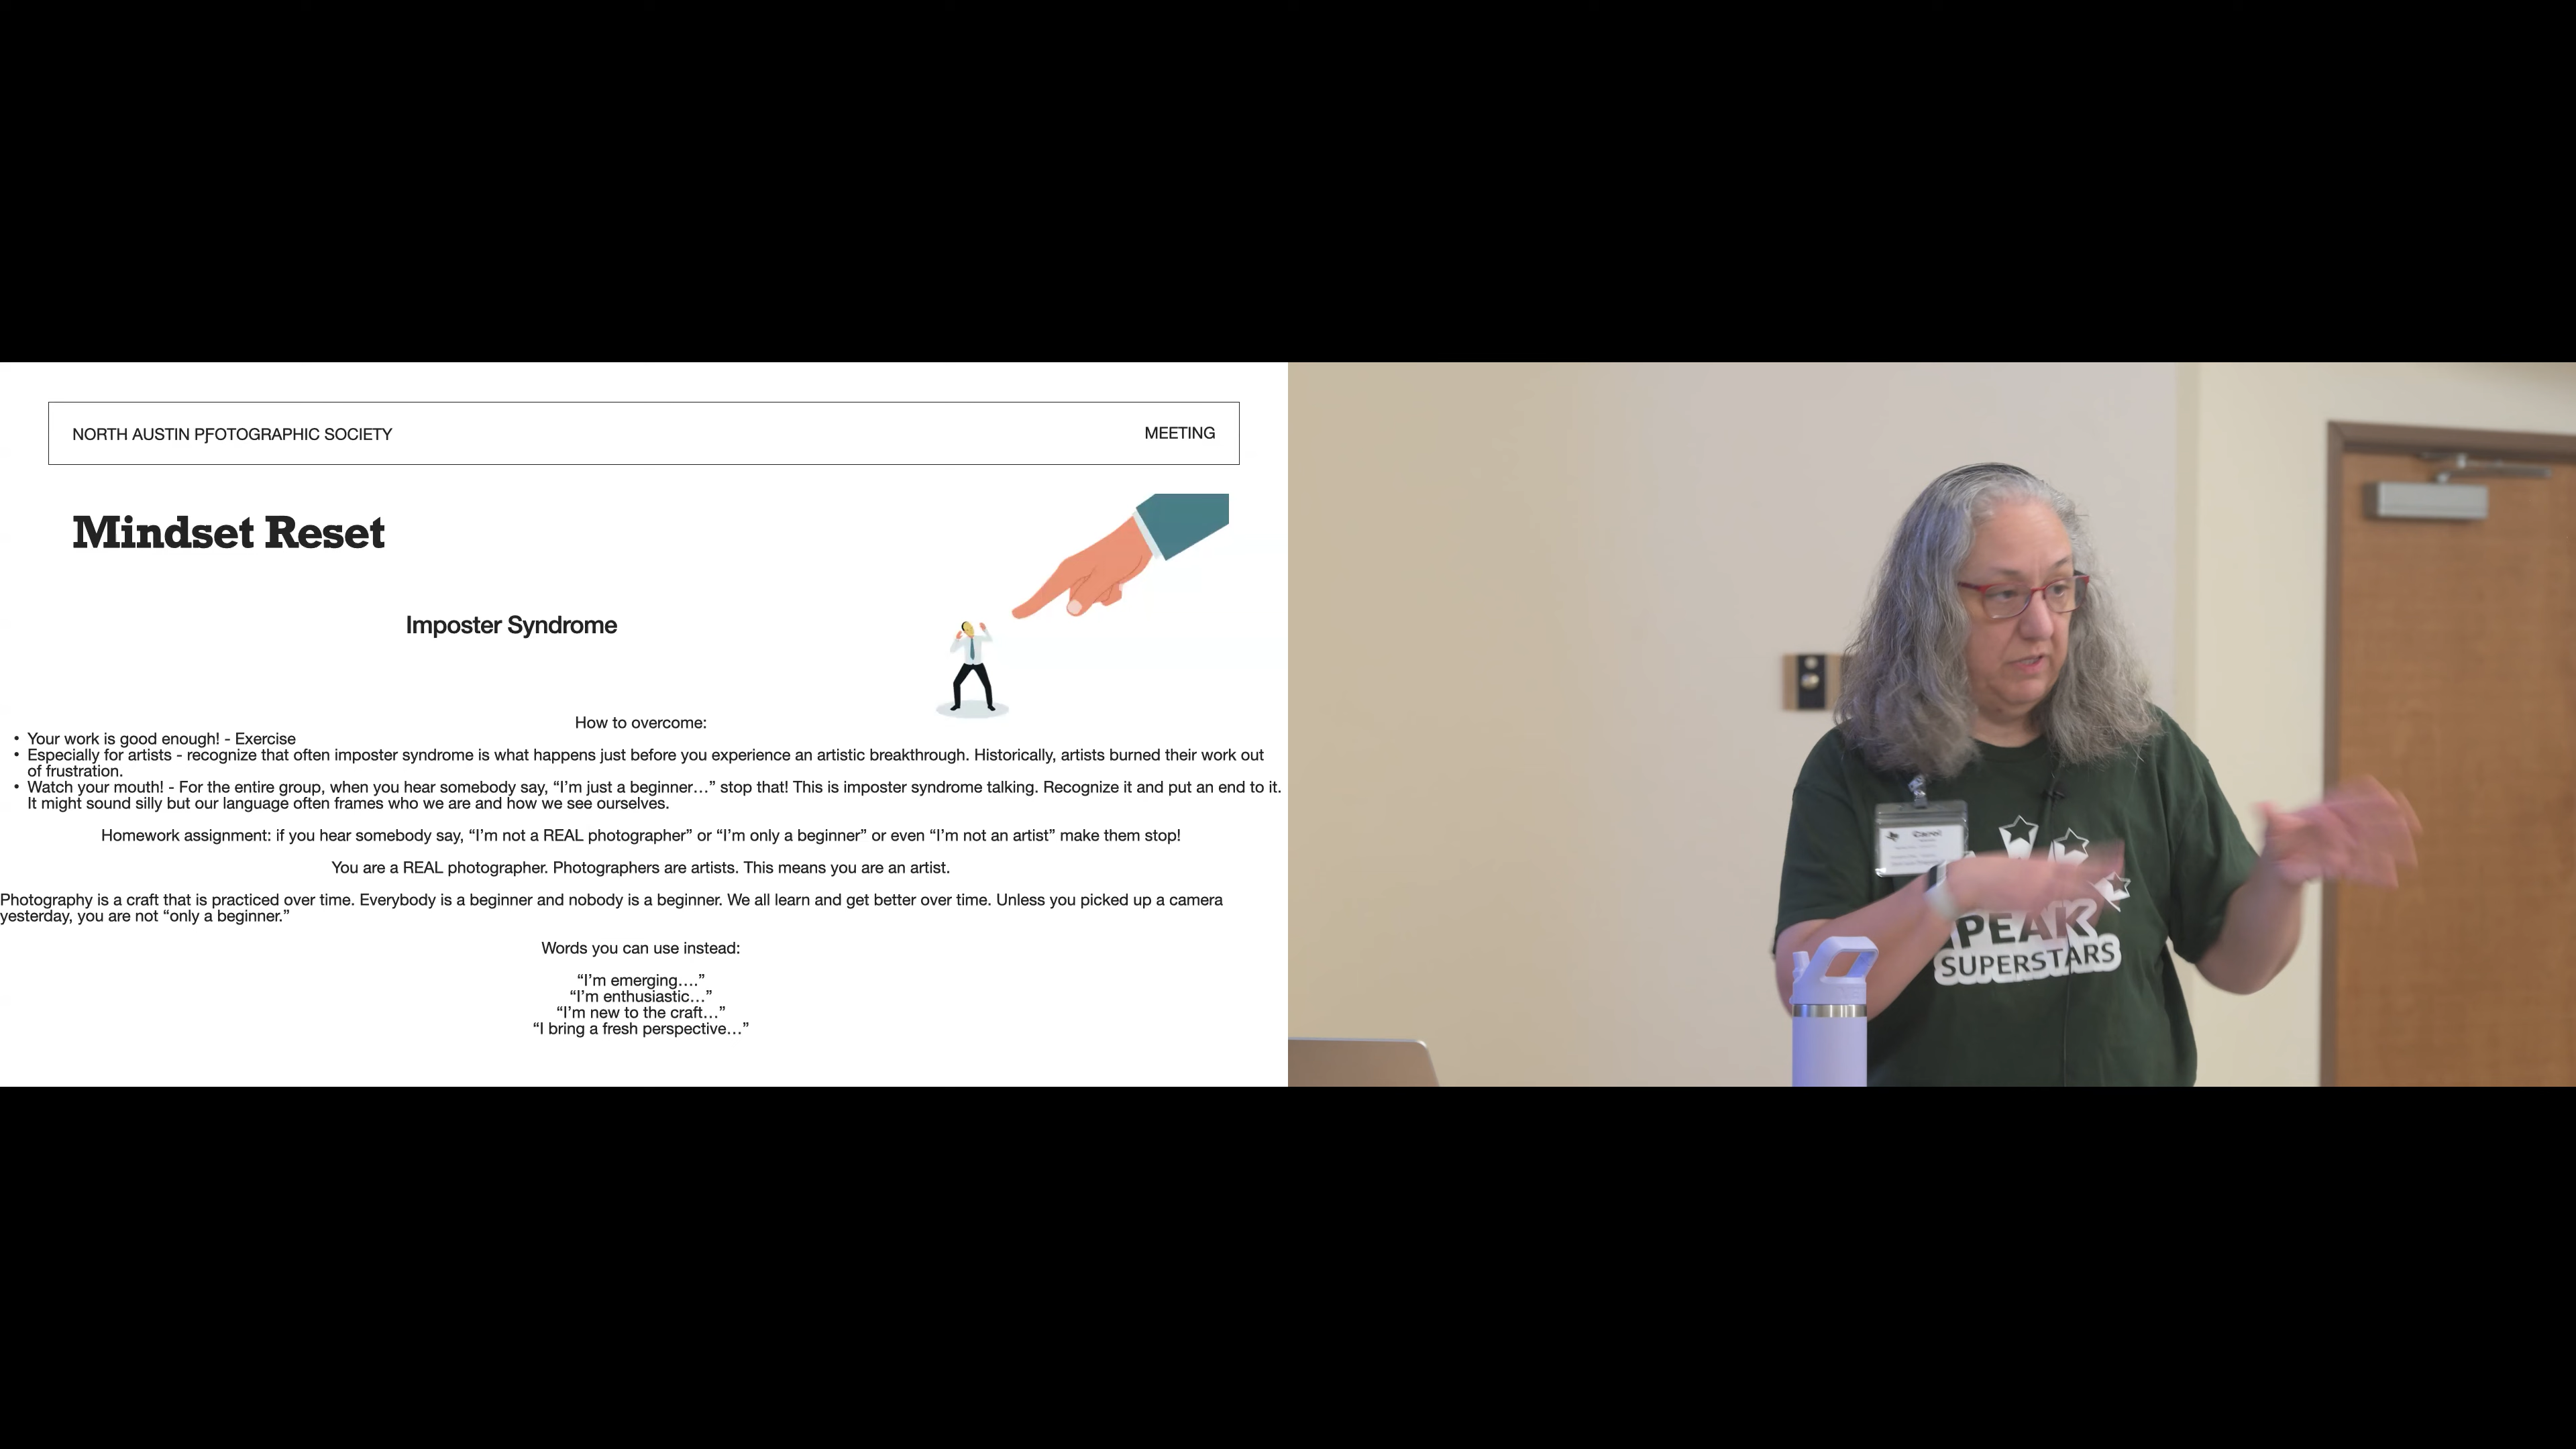 NORTH AUSTIN PƑOTOGRAPHIC SOCIETY
MEETING
Mindset Reset
Imposter Syndrome
How to overcome:
• Your work is good enough! - Exercise
• Especially for artists - recognize that often imposter syndrome is what happens just before you experience an artistic breakthrough. Historically, artists burned their work out
of frustration.
• Watch your mouth! - For the entire group, when you hear somebody say, “I’m just a beginner…” stop that! This is imposter syndrome talking. Recognize it and put an end to it.
It might sound silly but our language often frames who we are and how we see ourselves.
Homework assignment: if you hear somebody say, “I’m not a REAL photographer” or “I’m only a beginner” or even “I’m not an artist” make them stop!
You are a REAL photographer. Photographers are artists. This means you are an artist.
Photography is a craft that is practiced over time. Everybody is a beginner and nobody is a beginner. We all learn and get better over time. Unless you picked up a camera
yesterday, you are not “only a beginner.”
Words you can use instead:
“I’m emerging….”
“I’m enthusiastic…”
“I’m new to the craft…”
“I bring a fresh perspective…”
Carol
PEAK
SUPERSTARS